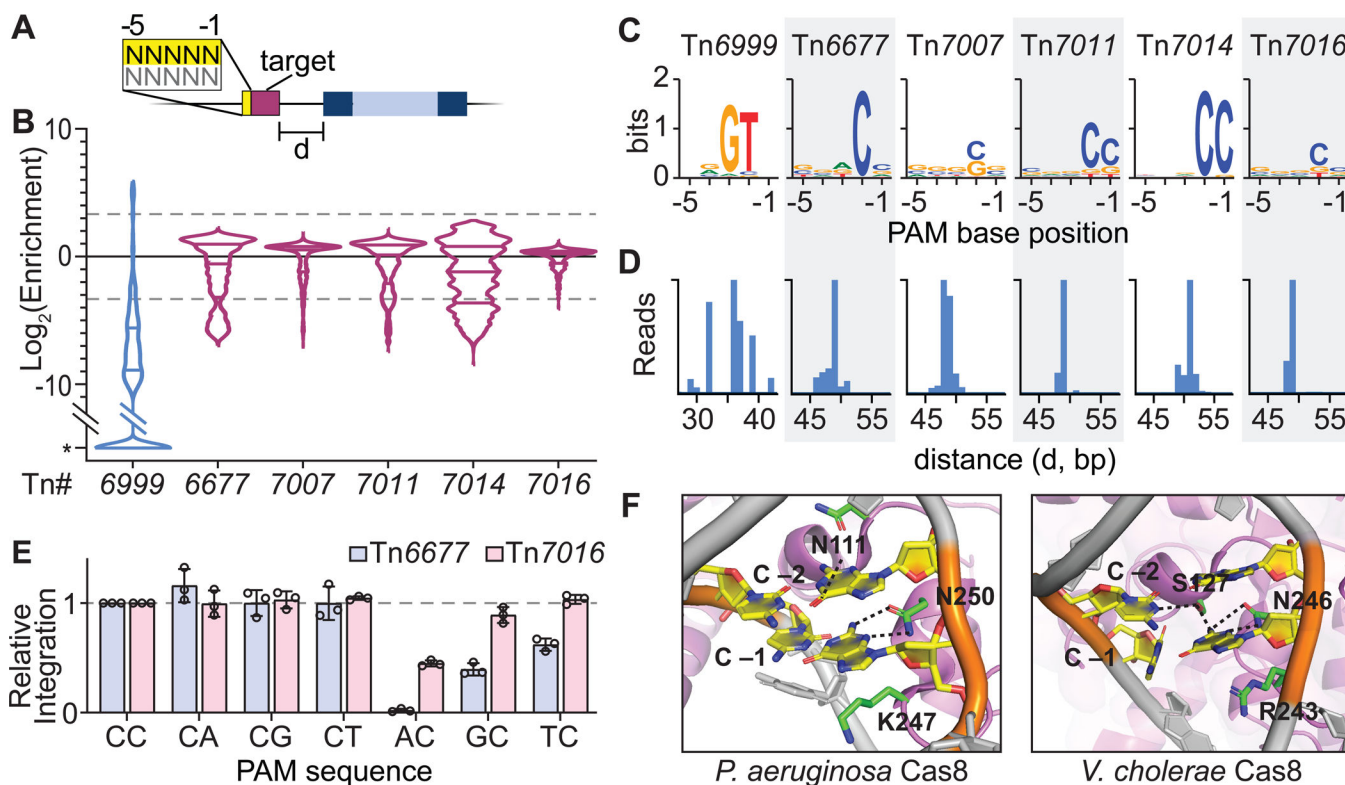 A
-5 -1
NNNNN
NNNNN
target
d
B
Log2(Enrichment)
10
0
-10
*
Tn# 6999 6677 7007 7011 7014 7016
C
Tn6999 Tn6677 Tn7007 Tn7011 Tn7014 Tn7016
bits
2
1
0
GT C C G CC CC C
-5 -1 -5 -1 -5 -1 -5 -1 -5 -1 -5 -1
PAM base position
D
Reads
30 40 45 55 45 55 45 55 45 55 45 55
distance (d, bp)
E
Tn6677 Tn7016
Relative
Integration
1
0
CC CA CG CT AC GC TC
PAM sequence
F
N111
C –2
N250
C –1
K247
P. aeruginosa Cas8
C –2
S127
N246
C –1
R243
V. cholerae Cas8